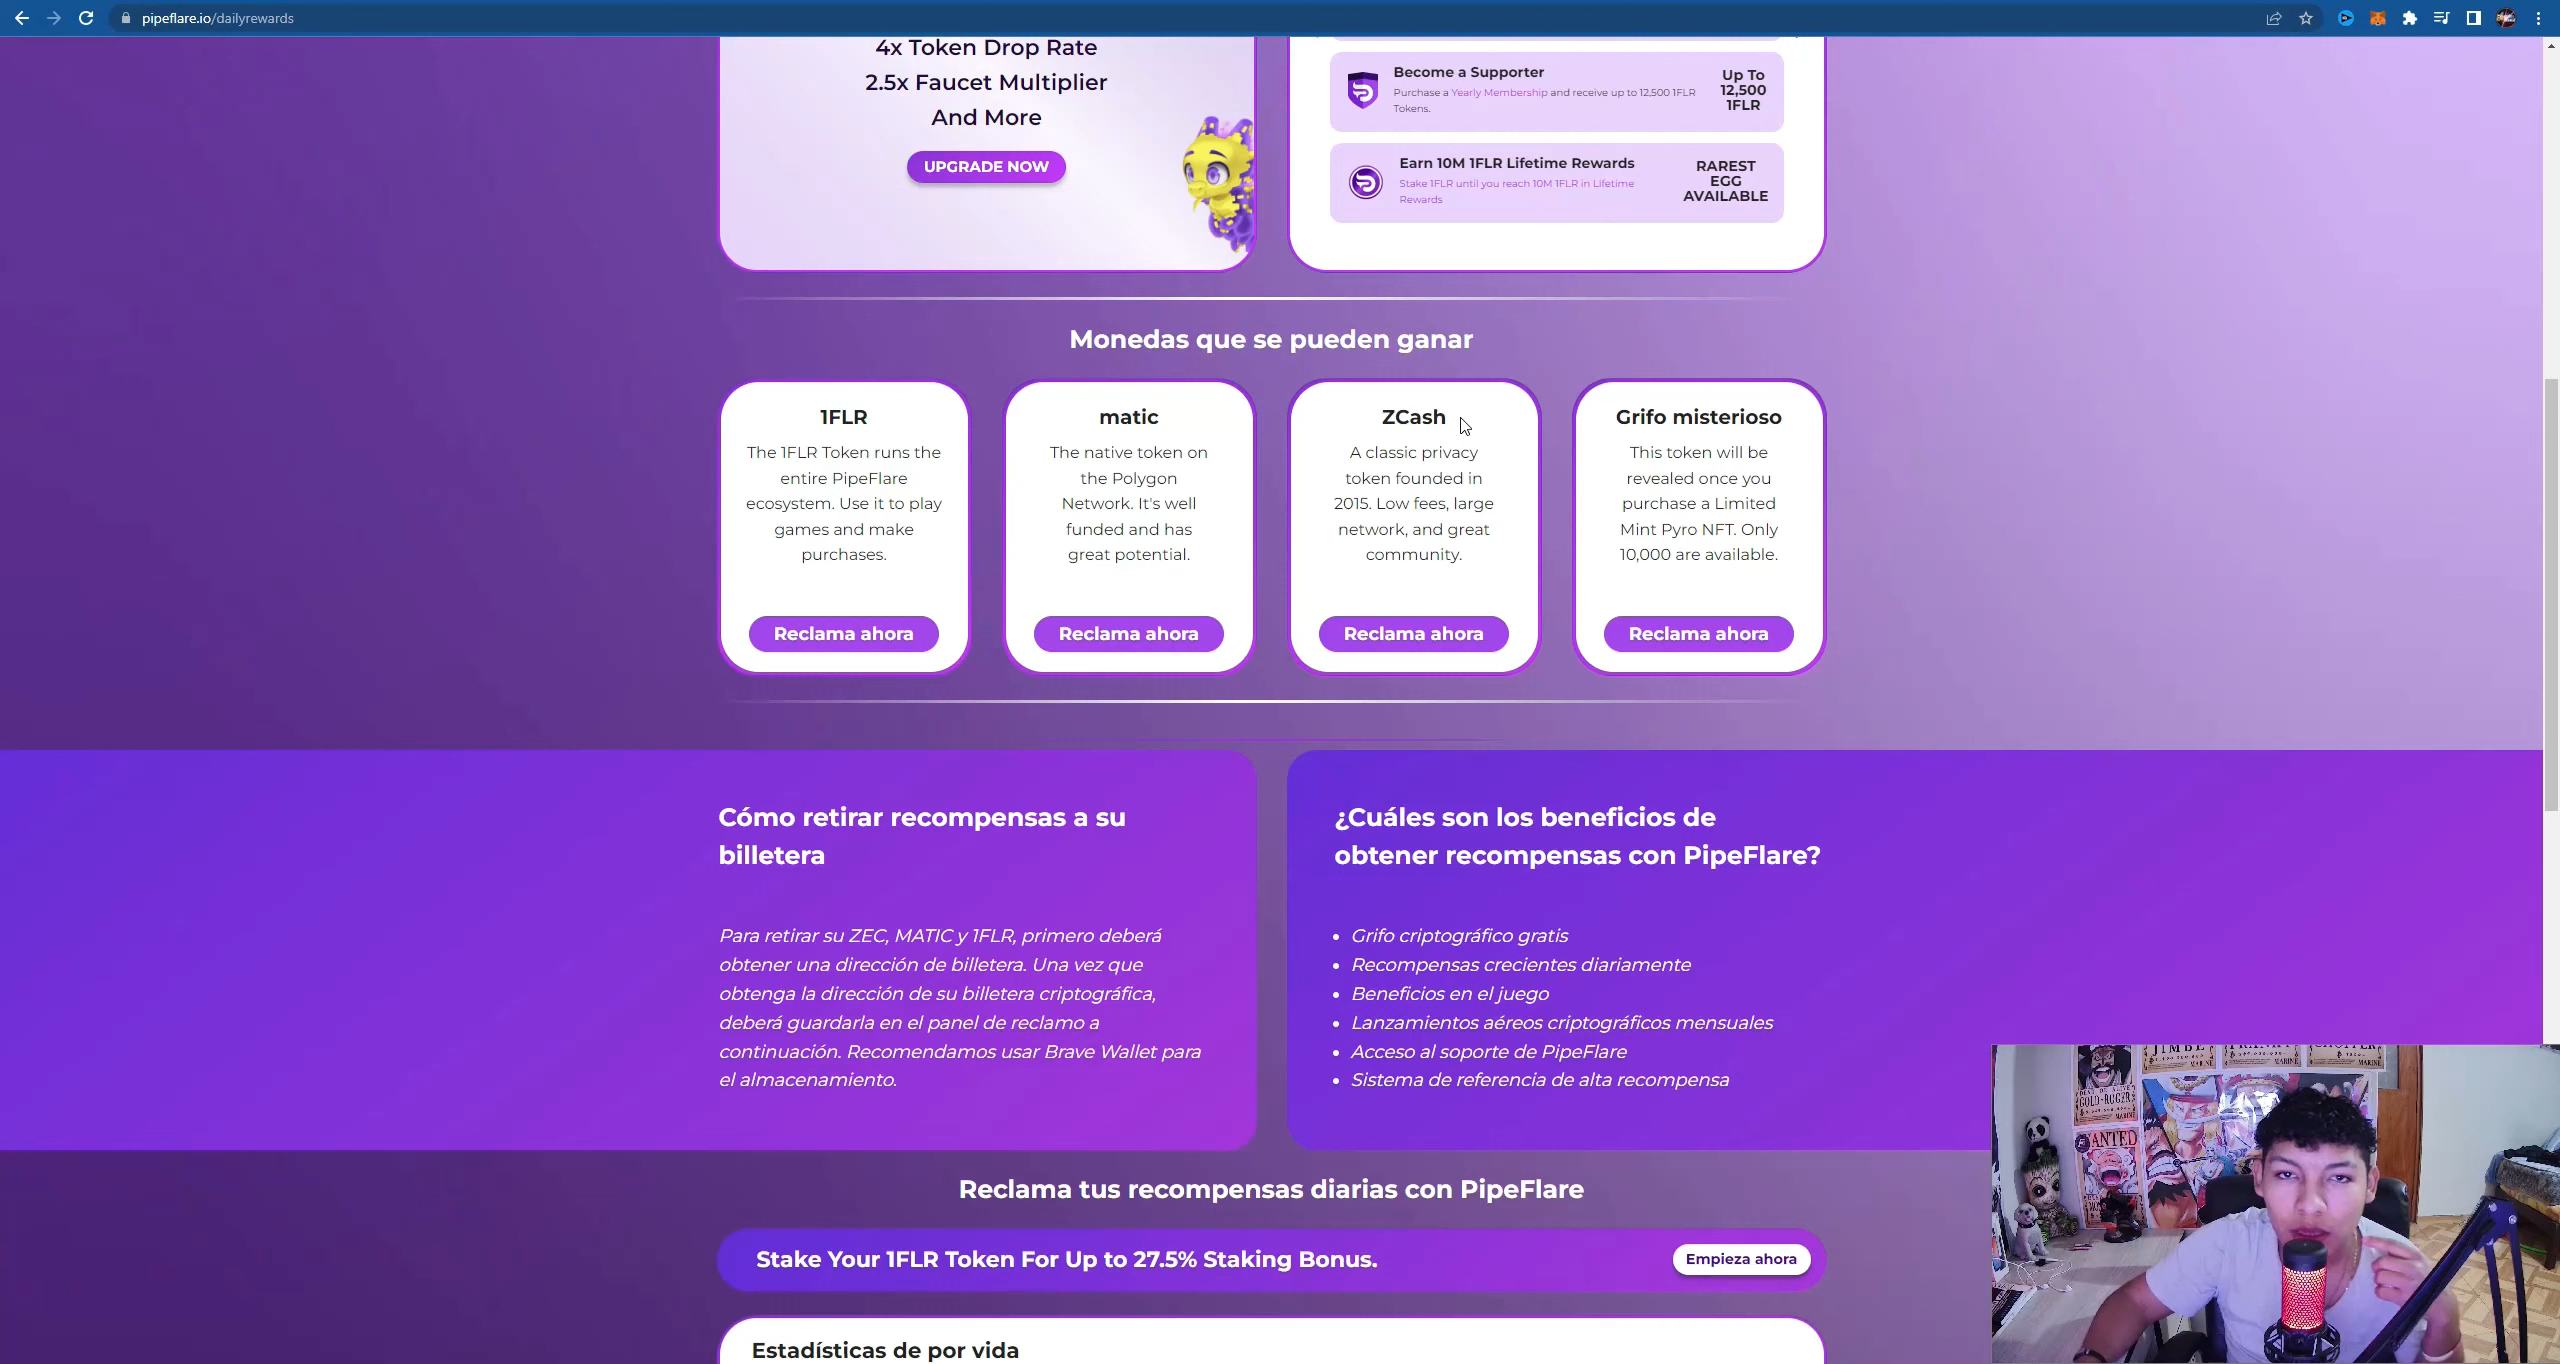 pipeflare.io/dailyrewards
4x Token Drop Rate
2.5x Faucet Multiplier
And More
UPGRADE NOW
Become a Supporter
Purchase a Yearly Membership and receive up to 12,500 1FLR
Tokens.
Up To
12,500
1FLR
Earn 10M 1FLR Lifetime Rewards
Stake 1FLR until you reach 10M 1FLR in Lifetime
Rewards
RAREST
EGG
AVAILABLE
Monedas que se pueden ganar
1FLR
The 1FLR Token runs the
entire PipeFlare
ecosystem. Use it to play
games and make
purchases.
Reclama ahora
matic
The native token on
the Polygon
Network. It's well
funded and has
great potential.
Reclama ahora
ZCash
A classic privacy
token founded in
2015. Low fees, large
network, and great
community.
Reclama ahora
Grifo misterioso
This token will be
revealed once you
purchase a Limited
Mint Pyro NFT. Only
10,000 are available.
Reclama ahora
Cómo retirar recompensas a su
billetera
Para retirar su ZEC, MATIC y 1FLR, primero deberá
obtener una dirección de billetera. Una vez que
obtenga la dirección de su billetera criptográfica,
deberá guardarla en el panel de reclamo a
continuación. Recomendamos usar Brave Wallet para
el almacenamiento.
¿Cuáles son los beneficios de
obtener recompensas con PipeFlare?
• Grifo criptográfico gratis
• Recompensas crecientes diariamente
• Beneficios en el juego
• Lanzamientos aéreos criptográficos mensuales
• Acceso al soporte de PipeFlare
• Sistema de referencia de alta recompensa
Reclama tus recompensas diarias con PipeFlare
Stake Your 1FLR Token For Up to 27.5% Staking Bonus.
Empieza ahora
Estadísticas de por vida
JIMBE
GOLD·ROGER
WANTED
MARINE